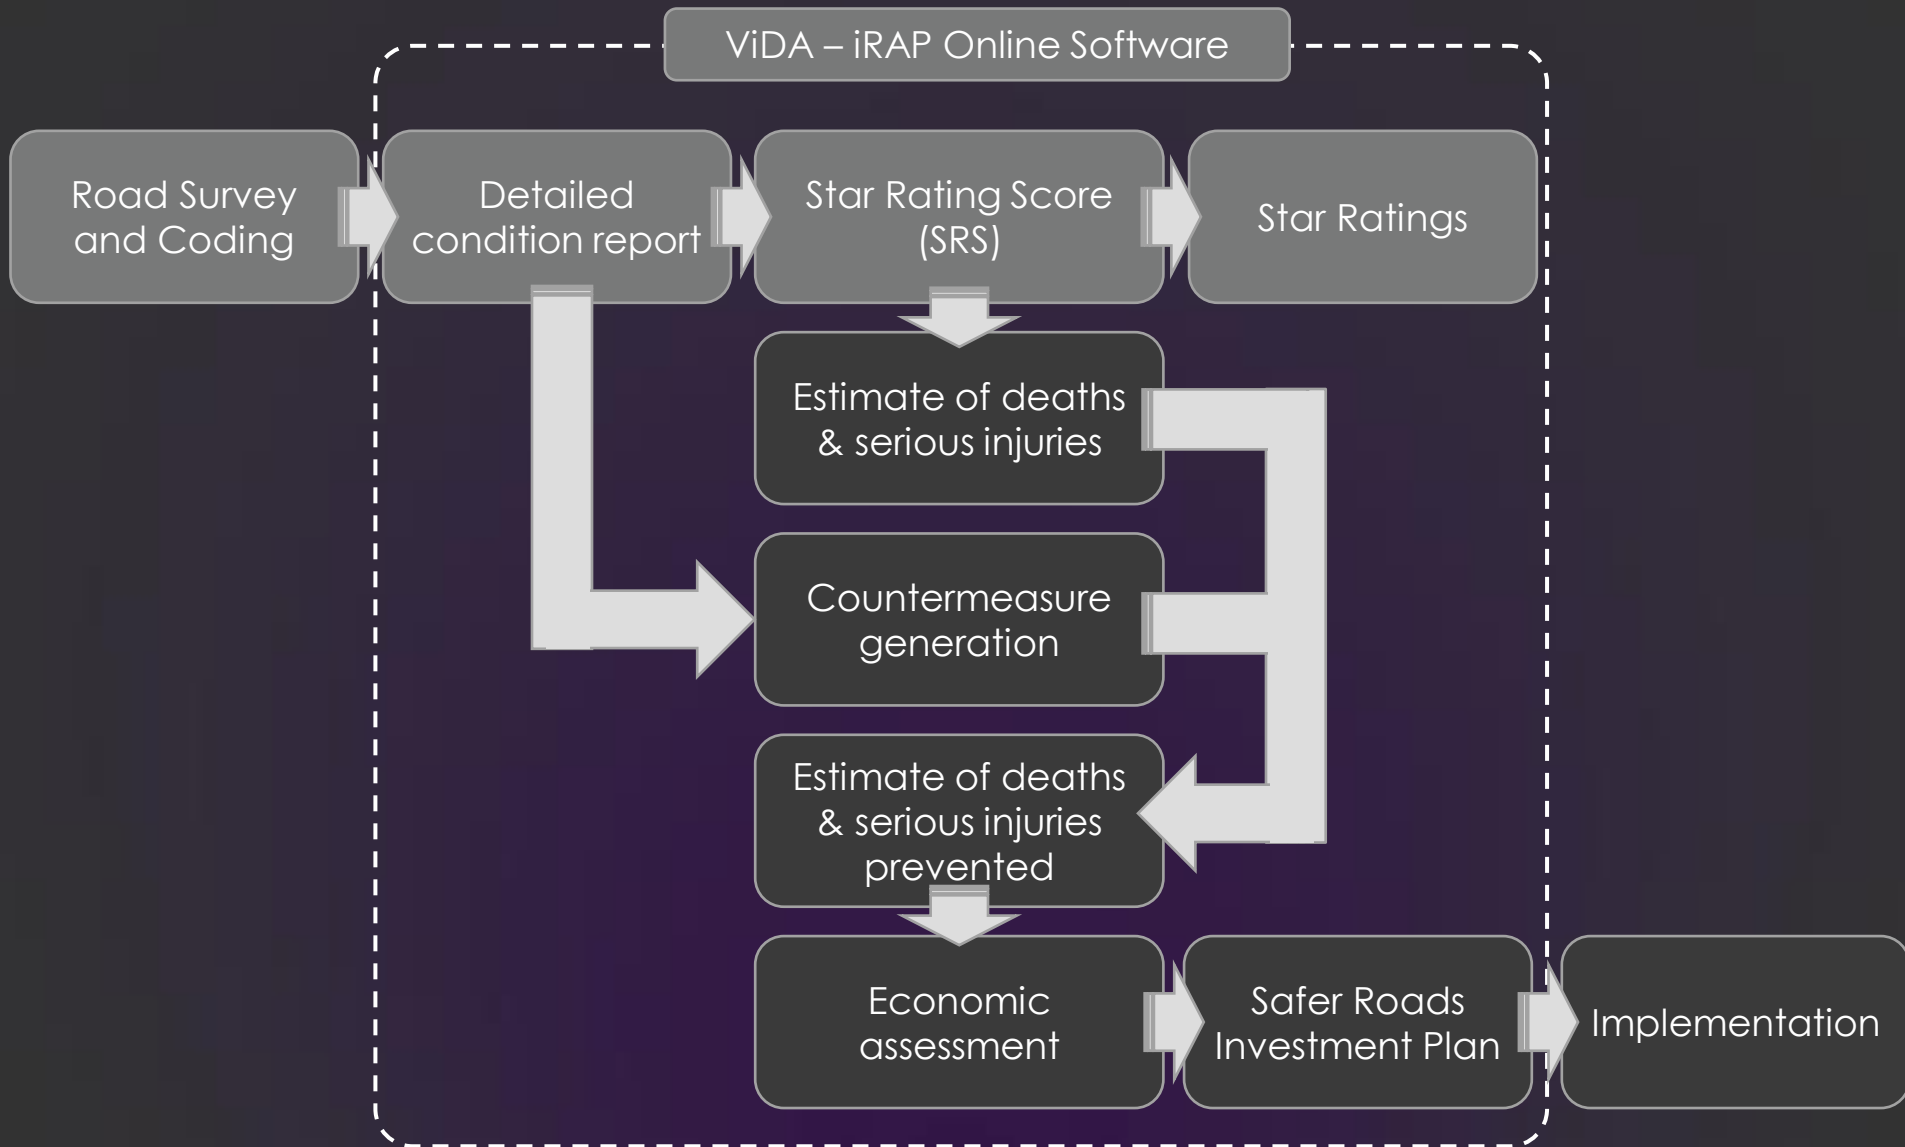 ViDA – iRAP Online Software
Road Survey
and Coding
Detailed
condition report
Star Rating Score
(SRS)
Star Ratings
Estimate of deaths
& serious injuries
Countermeasure
generation
Estimate of deaths
& serious injuries
prevented
Economic
assessment
Safer Roads
Investment Plan
Implementation